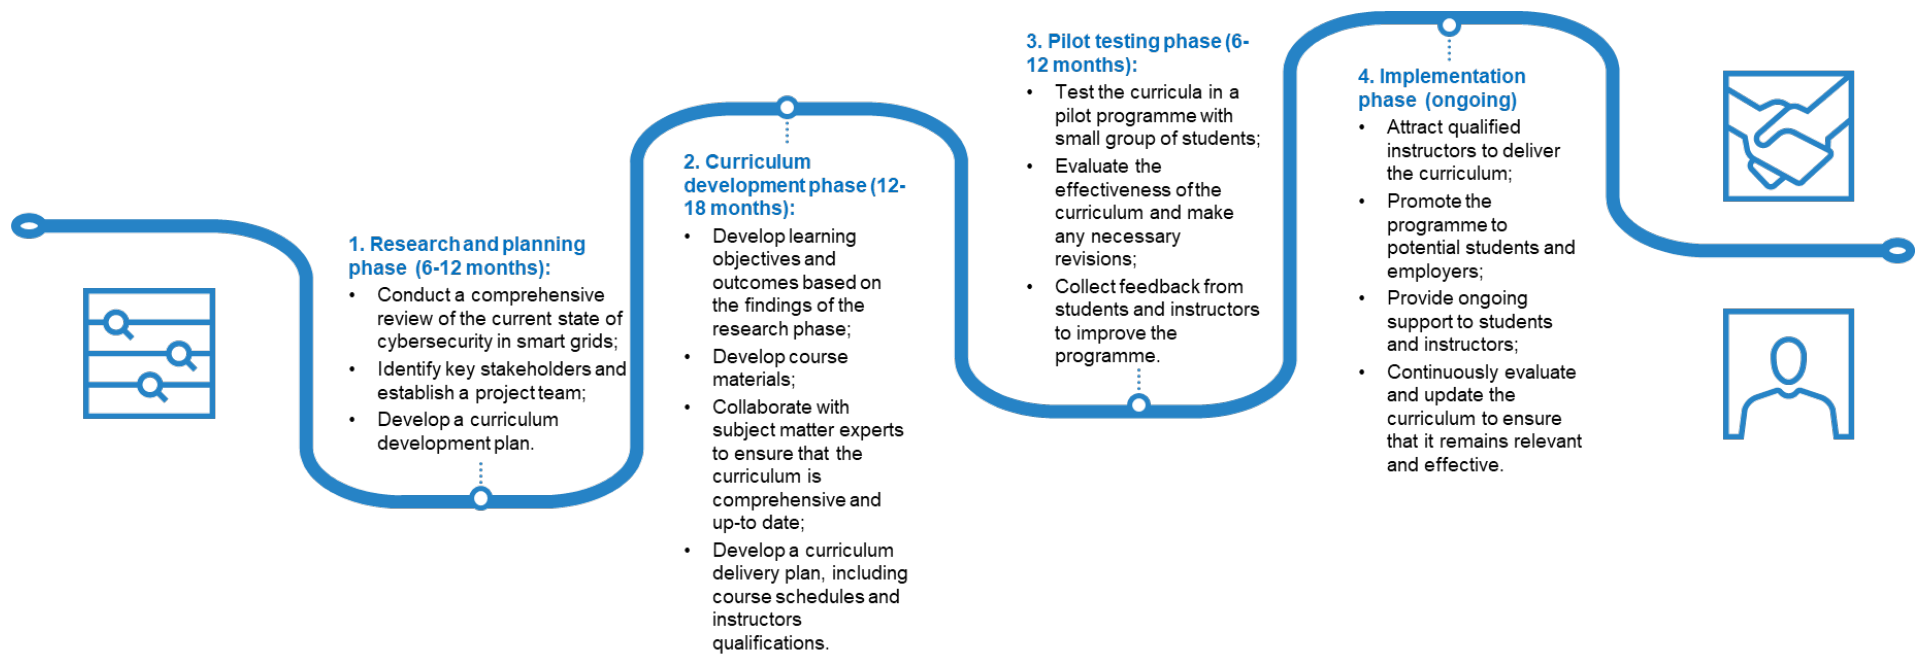 1. Research and planning
phase (6-12 months):
• Conduct a comprehensive
review of the current state of
cybersecurity in smart grids;
• Identify key stakeholders and
establish a project team;
• Develop a curriculum
development plan.
2. Curriculum
development phase (12-
18 months):
• Develop learning
objectives and
outcomes based on
the findings of the
research phase;
• Develop course
materials;
• Collaborate with
subject matter experts
to ensure that the
curriculum is
comprehensive and
up-to date;
• Develop a curriculum
delivery plan, including
course schedules and
instructors
qualifications.
3. Pilot testing phase (6-
12 months):
• Test the curricula in a
pilot programme with
small group of students;
• Evaluate the
effectiveness of the
curriculum and make
any necessary
revisions;
• Collect feedback from
students and instructors
to improve the
programme.
4. Implementation
phase (ongoing)
• Attract qualified
instructors to deliver
the curriculum;
• Promote the
programme to
potential students and
employers;
• Provide ongoing
support to students
and instructors;
• Continuously evaluate
and update the
curriculum to ensure
that it remains relevant
and effective.